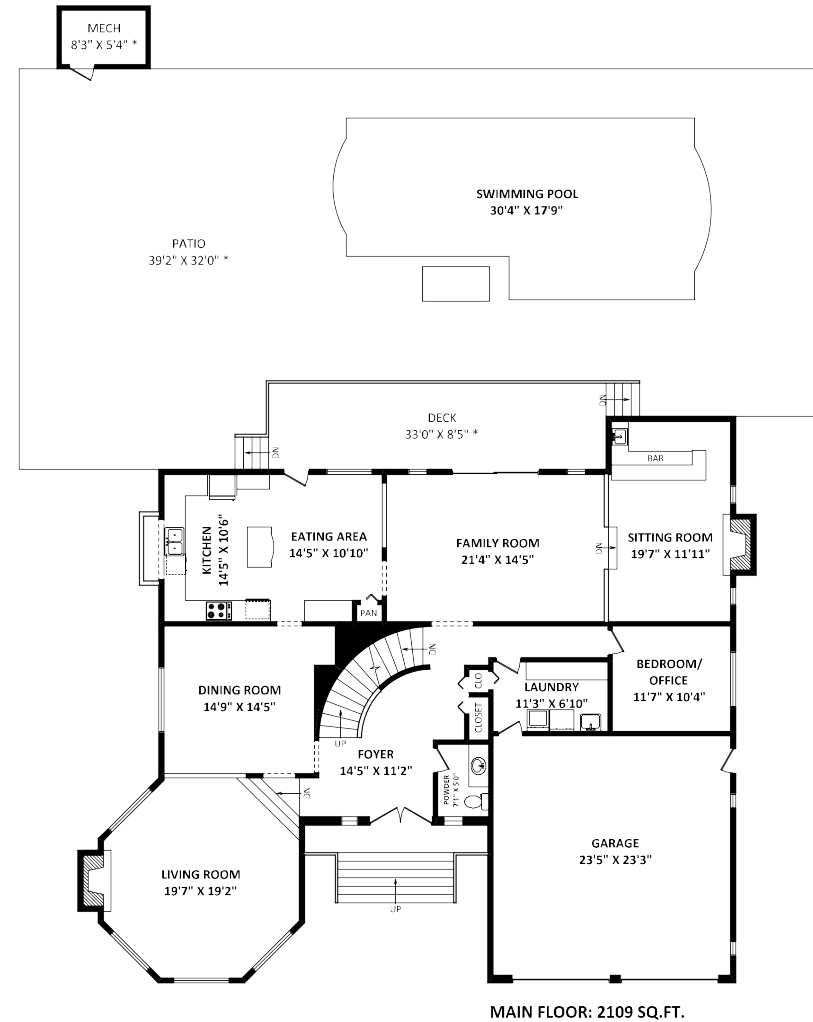 MECH
8'3" X 5'4" *
SWIMMING POOL
30'4" X 17'9"
PATIO
39'2" X 32'0" *
DN
DECK
33'0" X 8'5" *
DN
BAR
KITCHEN
14'5" X 10'6"
EATING AREA
14'5" X 10'10"
FAMILY ROOM
21'4" X 14'5"
DN
SITTING ROOM
19'7" X 11'11"
PAN
DN
BEDROOM/
OFFICE
11'7" X 10'4"
CLO
LAUNDRY
11'3" X 6'10"
DINING ROOM
14'9" X 14'5"
CLOSET
UP
FOYER
14'5" X 11'2"
POWDER
7'1" X 5'0"
DN
GARAGE
23'5" X 23'3"
LIVING ROOM
19'7" X 19'2"
UP
MAIN FLOOR: 2109 SQ.FT.